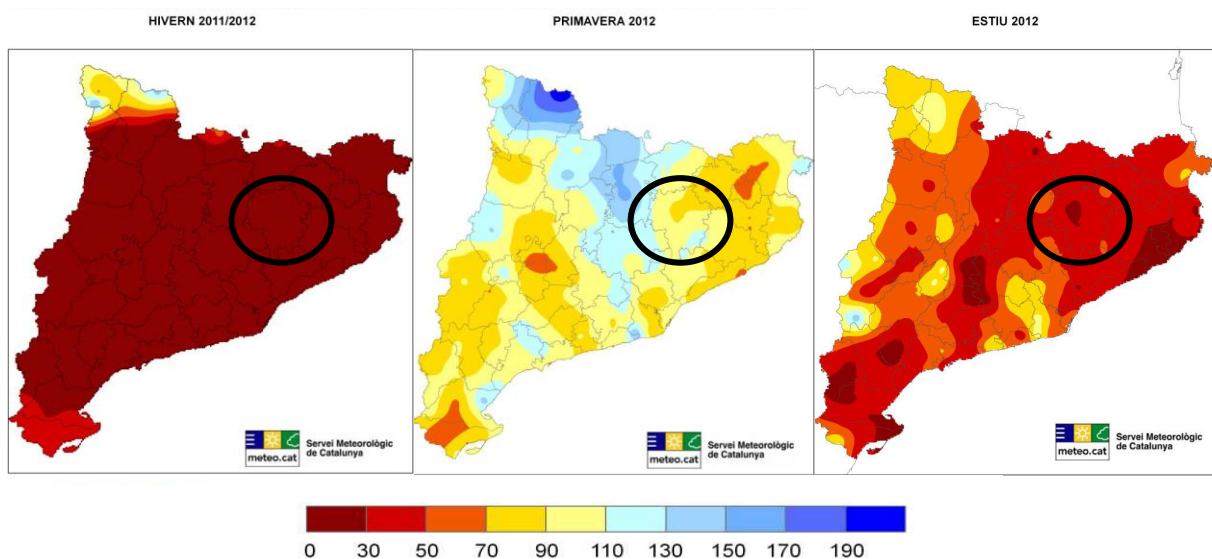 HIVERN 2011/2012
PRIMAVERA 2012
ESTIU 2012
meteo.cat
Servei Meteorològic
de Catalunya
meteo.cat
Servei Meteorològic
de Catalunya
meteo.cat
Servei Meteorològic
de Catalunya
0 30 50 70 90 110 130 150 170 190